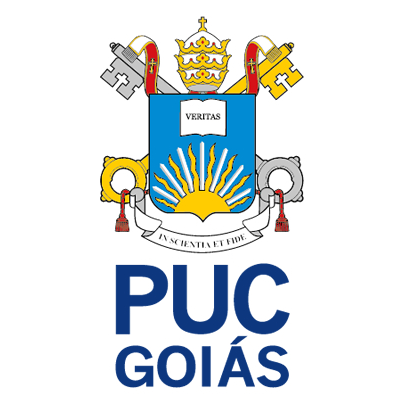 VERITAS
IN SCIENTIA ET FIDE
PUC
GOIÁS